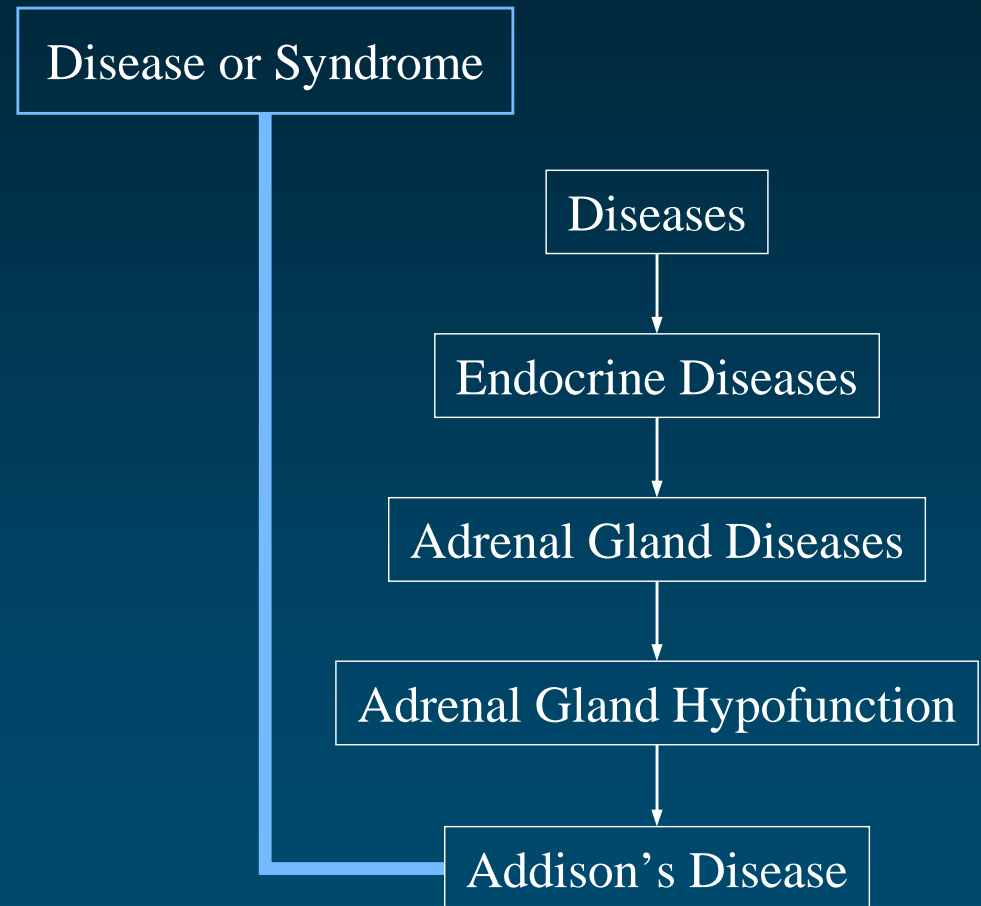 Disease or Syndrome
Diseases
Endocrine Diseases
Adrenal Gland Diseases
Adrenal Gland Hypofunction
Addison’s Disease